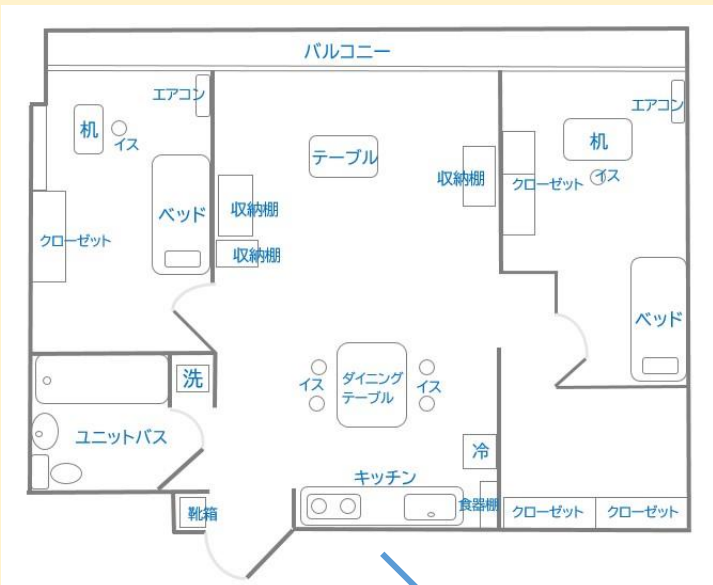 バルコニー
エアコン
エアコン
机
イス
テーブル
机
収納棚
クローゼット
イス
ベッド
収納棚
クローゼット
収納棚
ベッド
洗
イス
ダイニング
テーブル
イス
ユニットバス
冷
キッチン
靴箱
食器棚
クローゼット
クローゼット